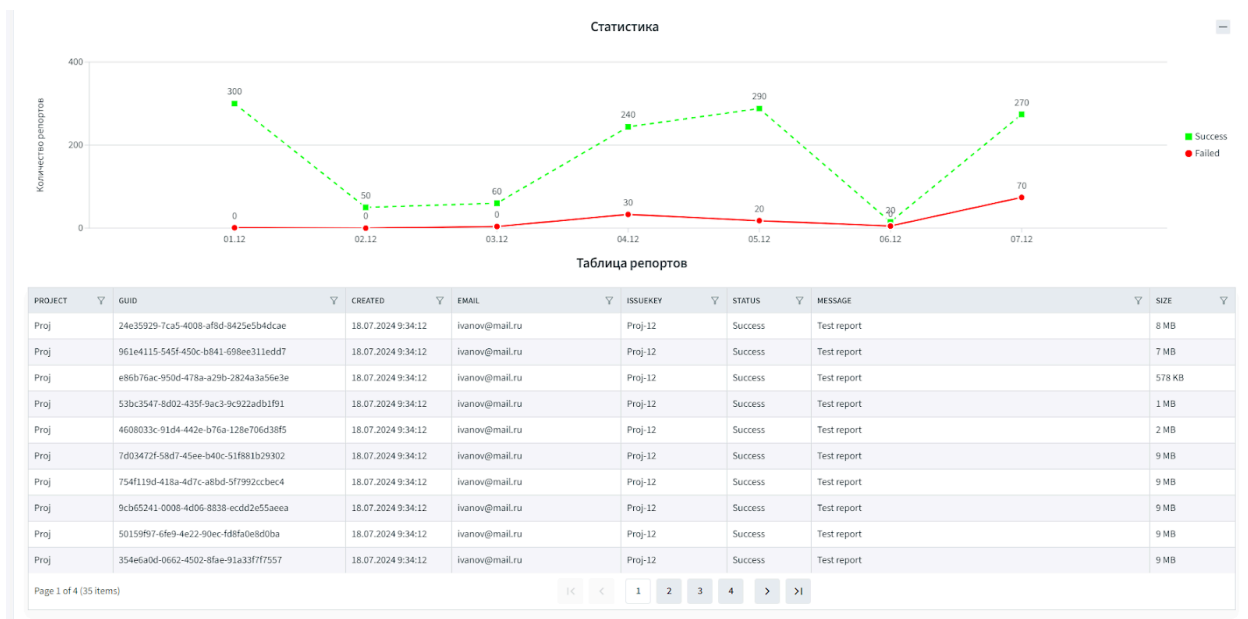 Статистика
400
Количество репортов
200
0
300
50
60
240
290
20
270
0
0
0
30
20
0
70
01.12
02.12
03.12
04.12
05.12
06.12
07.12
Success
Failed
Таблица репортов
PROJECT GUID CREATED EMAIL ISSUEKEY STATUS MESSAGE SIZE
Proj 24e35929-7ca5-4008-af8d-8425e5b4dcae 18.07.2024 9:34:12 ivanov@mail.ru Proj-12 Success Test report 8 MB
Proj 961e4115-545f-450c-b841-698ee311edd7 18.07.2024 9:34:12 ivanov@mail.ru Proj-12 Success Test report 7 MB
Proj e86b76ac-950d-478a-a29b-2824a3a56e3e 18.07.2024 9:34:12 ivanov@mail.ru Proj-12 Success Test report 578 KB
Proj 53bc3547-8d02-435f-9ac3-9c922adb1f91 18.07.2024 9:34:12 ivanov@mail.ru Proj-12 Success Test report 1 MB
Proj 4608033c-91d4-442e-b76a-128e706d38f5 18.07.2024 9:34:12 ivanov@mail.ru Proj-12 Success Test report 2 MB
Proj 7d03472f-58d7-45ee-b40c-51f881b29302 18.07.2024 9:34:12 ivanov@mail.ru Proj-12 Success Test report 9 MB
Proj 754f119d-418a-4d7c-a8bd-5f7992ccbec4 18.07.2024 9:34:12 ivanov@mail.ru Proj-12 Success Test report 9 MB
Proj 9cb65241-0008-4d06-8838-ecdd2e55aeea 18.07.2024 9:34:12 ivanov@mail.ru Proj-12 Success Test report 9 MB
Proj 50159f97-6fe9-4e22-90ec-fd8fa0e8d0ba 18.07.2024 9:34:12 ivanov@mail.ru Proj-12 Success Test report 9 MB
Proj 354e6a0d-0662-4502-8fae-91a33f7f7557 18.07.2024 9:34:12 ivanov@mail.ru Proj-12 Success Test report 9 MB
Page 1 of 4 (35 items) 1 2 3 4